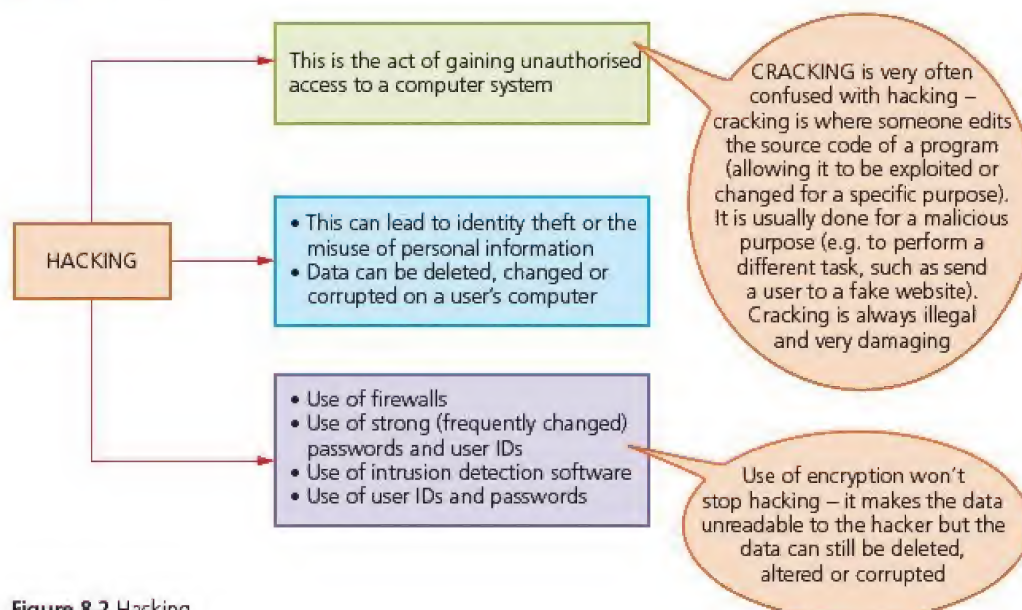 This is the act of gaining unauthorised
access to a computer system
CRACKING is very often
confused with hacking –
cracking is where someone edits
the source code of a program
(allowing it to be exploited or
changed for a specific purpose).
It is usually done for a malicious
purpose (e.g. to perform a
different task, such as send
a user to a fake website).
Cracking is always illegal
and very damaging
HACKING
• This can lead to identity theft or the
misuse of personal information
• Data can be deleted, changed or
corrupted on a user's computer
• Use of firewalls
• Use of strong (frequently changed)
passwords and user IDs
• Use of intrusion detection software
• Use of user IDs and passwords
Use of encryption won't
stop hacking – it makes the data
unreadable to the hacker but the
data can still be deleted,
altered or corrupted
Figure 8.2 Hacking